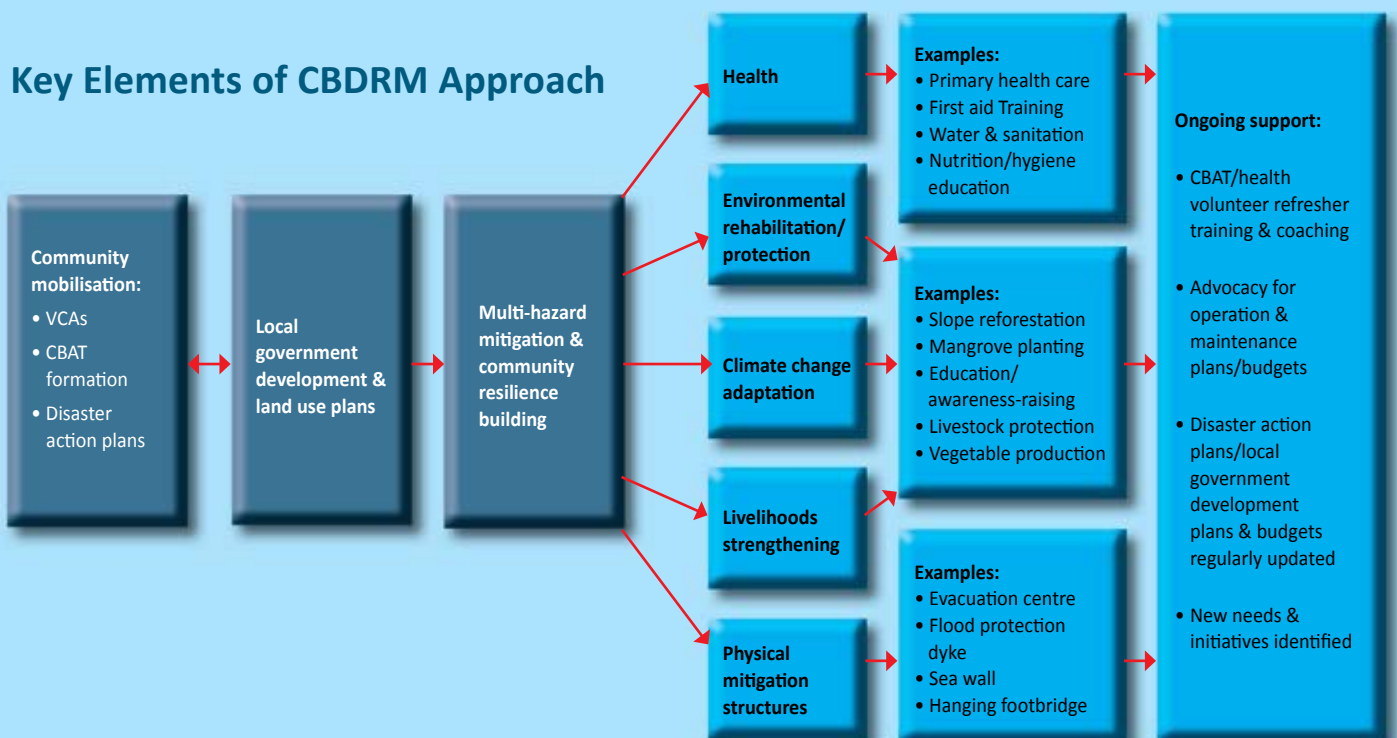 Key Elements of CBDRM Approach
Community
mobilisation:
• VCAs
• CBAT
formation
• Disaster
action plans
Local
government
development &
land use plans
Multi-hazard
mitigation &
community
resilience
building
Health
Environmental
rehabilitation/
protection
Climate change
adaptation
Livelihoods
strengthening
Physical
mitigation
structures
Examples:
• Primary health care
• First aid Training
• Water & sanitation
• Nutrition/hygiene
education
Examples:
• Slope reforestation
• Mangrove planting
• Education/
awareness-raising
• Livestock protection
• Vegetable production
Examples:
• Evacuation centre
• Flood protection
dyke
• Sea wall
• Hanging footbridge
Ongoing support:
• CBAT/health
volunteer refresher
training & coaching
• Advocacy for
operation &
maintenance
plans/budgets
• Disaster action
plans/local
government
development
plans & budgets
regularly updated
• New needs &
initiatives identified